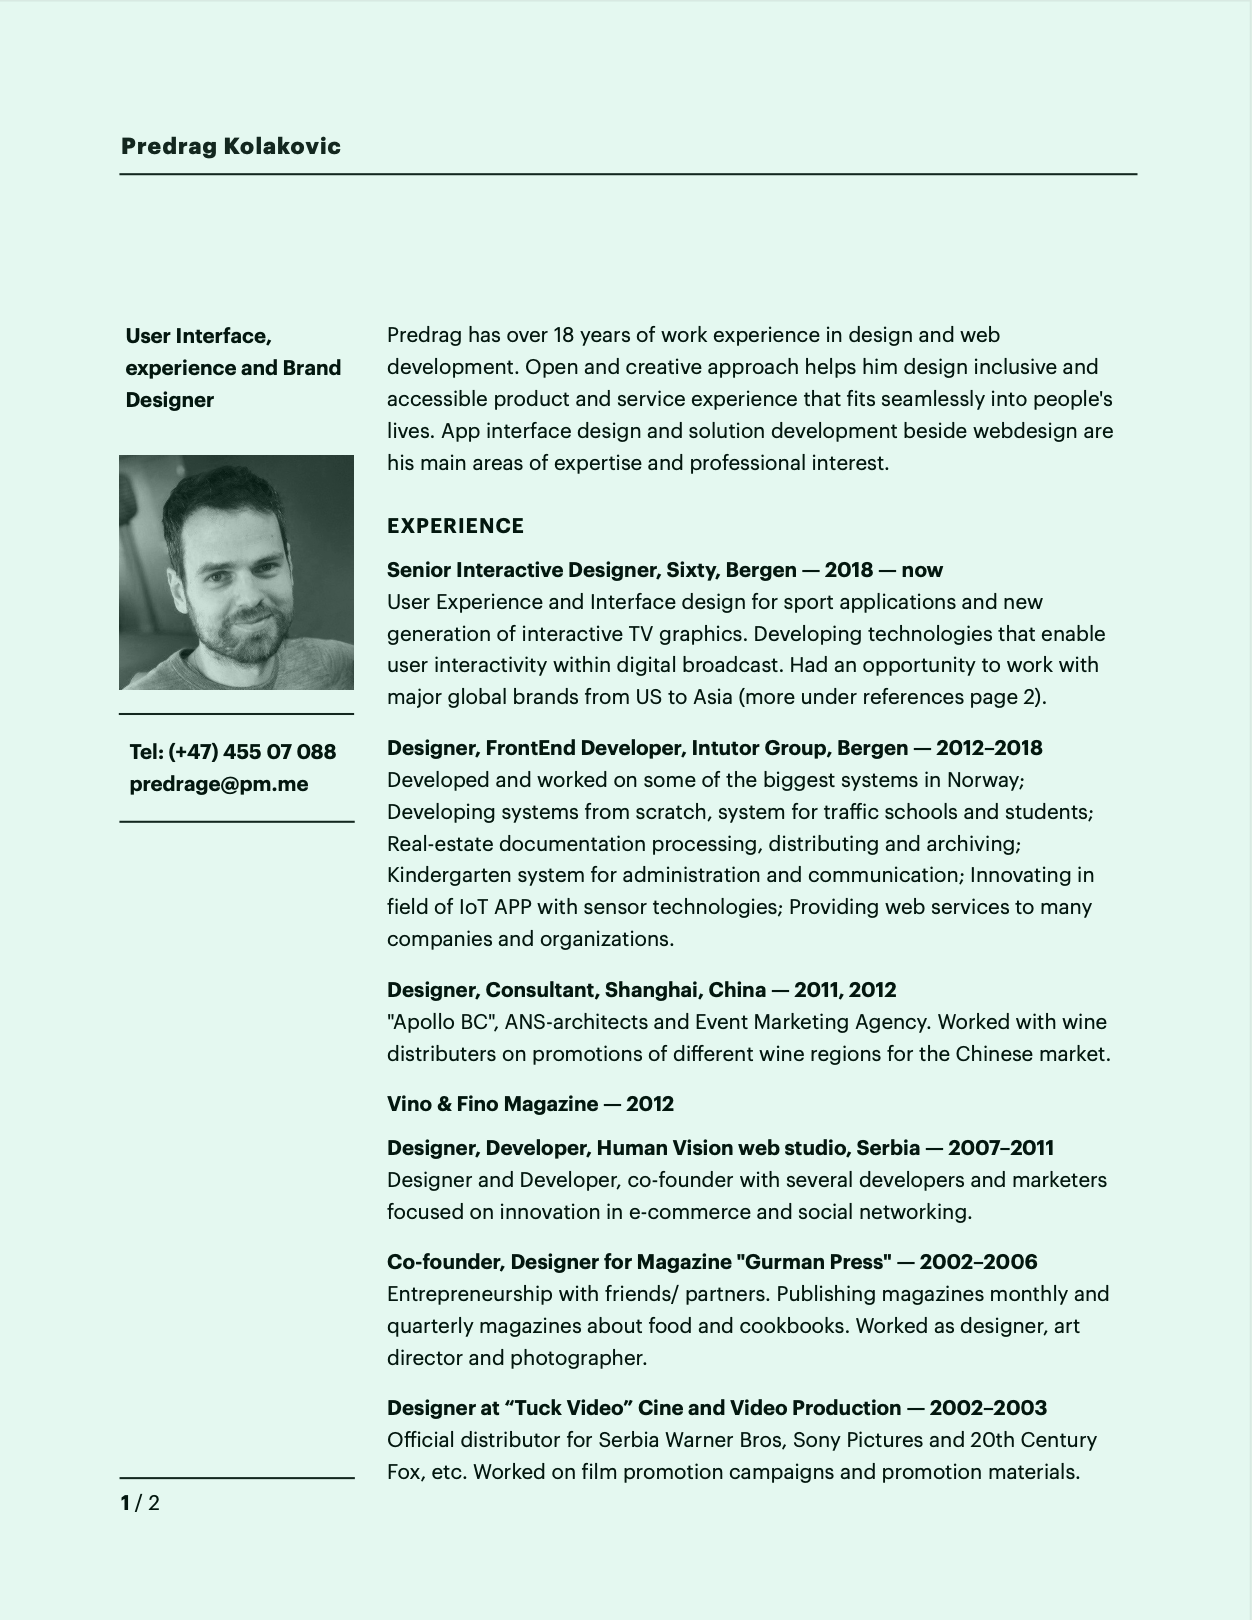 Predrag Kolakovic
User Interface,
experience and Brand
Designer
Tel: (+47) 455 07 088
predrage@pm.me
Predrag has over 18 years of work experience in design and web
development. Open and creative approach helps him design inclusive and
accessible product and service experience that fits seamlessly into people's
lives. App interface design and solution development beside webdesign are
his main areas of expertise and professional interest.
EXPERIENCE
Senior Interactive Designer, Sixty, Bergen — 2018 — now
User Experience and Interface design for sport applications and new
generation of interactive TV graphics. Developing technologies that enable
user interactivity within digital broadcast. Had an opportunity to work with
major global brands from US to Asia (more under references page 2).
Designer, FrontEnd Developer, Intutor Group, Bergen — 2012–2018
Developed and worked on some of the biggest systems in Norway;
Developing systems from scratch, system for traffic schools and students;
Real-estate documentation processing, distributing and archiving;
Kindergarten system for administration and communication; Innovating in
field of IoT APP with sensor technologies; Providing web services to many
companies and organizations.
Designer, Consultant, Shanghai, China — 2011, 2012
"Apollo BC", ANS-architects and Event Marketing Agency. Worked with wine
distributers on promotions of different wine regions for the Chinese market.
Vino & Fino Magazine — 2012
Designer, Developer, Human Vision web studio, Serbia — 2007–2011
Designer and Developer, co-founder with several developers and marketers
focused on innovation in e-commerce and social networking.
Co-founder, Designer for Magazine "Gurman Press" — 2002–2006
Entrepreneurship with friends/ partners. Publishing magazines monthly and
quarterly magazines about food and cookbooks. Worked as designer, art
director and photographer.
Designer at “Tuck Video” Cine and Video Production — 2002–2003
Official distributor for Serbia Warner Bros, Sony Pictures and 20th Century
Fox, etc. Worked on film promotion campaigns and promotion materials.
1 / 2